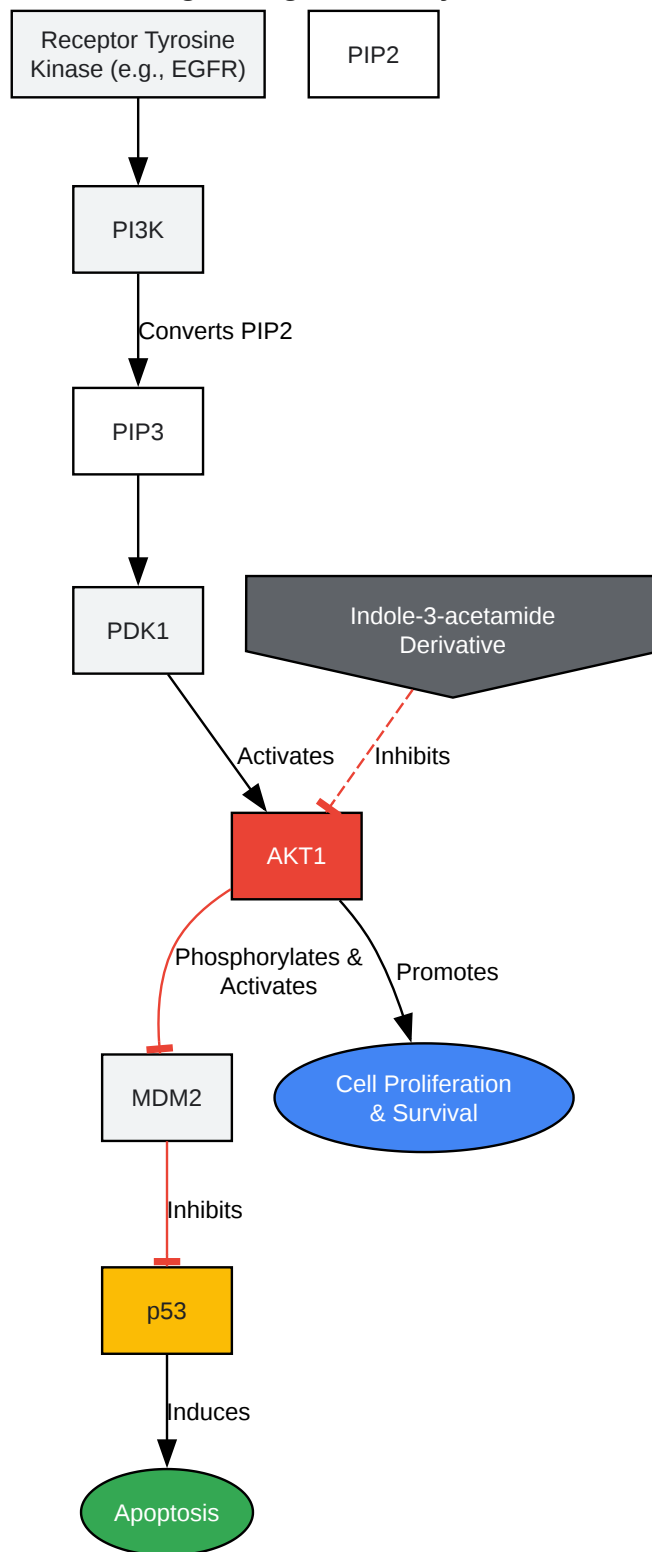 Receptor Tyrosine
Kinase (e.g., EGFR)
PIP2
PI3K
Converts PIP2
PIP3
PDK1
Indole-3-acetamide
Derivative
Activates
Inhibits
AKT1
Phosphorylates &
Activates
Promotes
MDM2
Cell Proliferation
& Survival
Inhibits
p53
Induces
Apoptosis